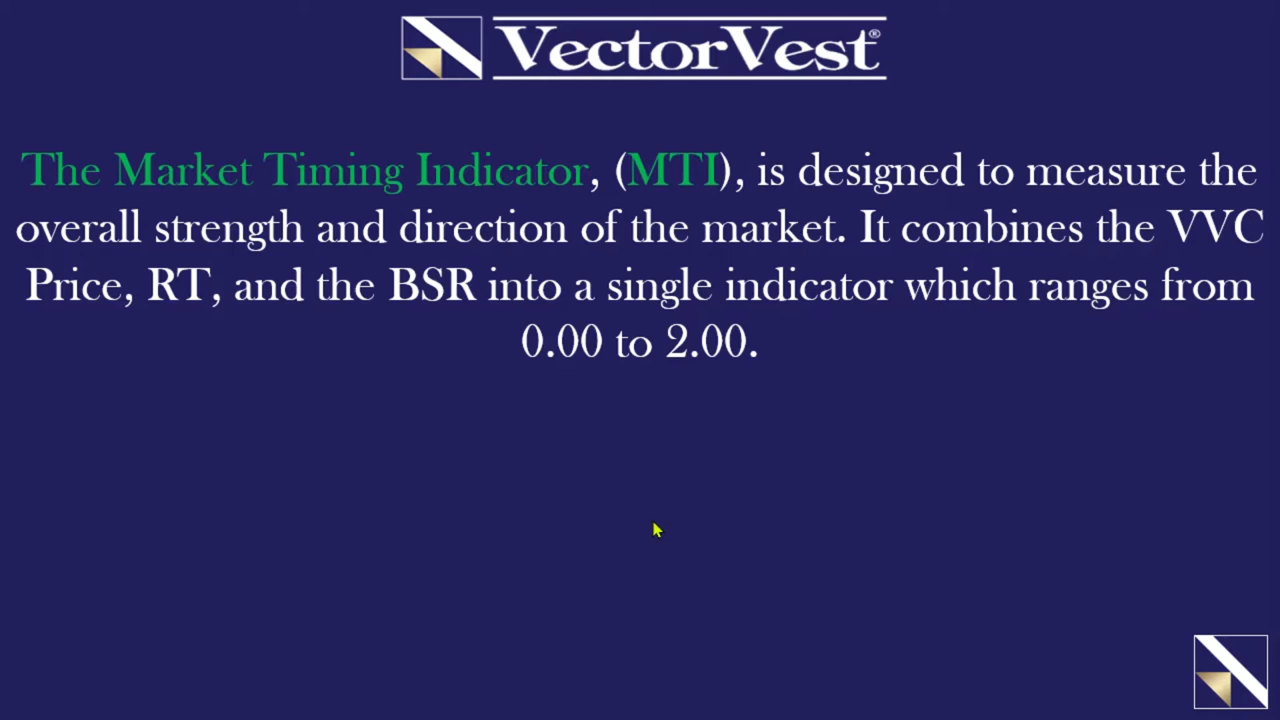 VectorVest®
The Market Timing Indicator, (MTI), is designed to measure the
overall strength and direction of the market. It combines the VVC
Price, RT, and the BSR into a single indicator which ranges from
0.00 to 2.00.